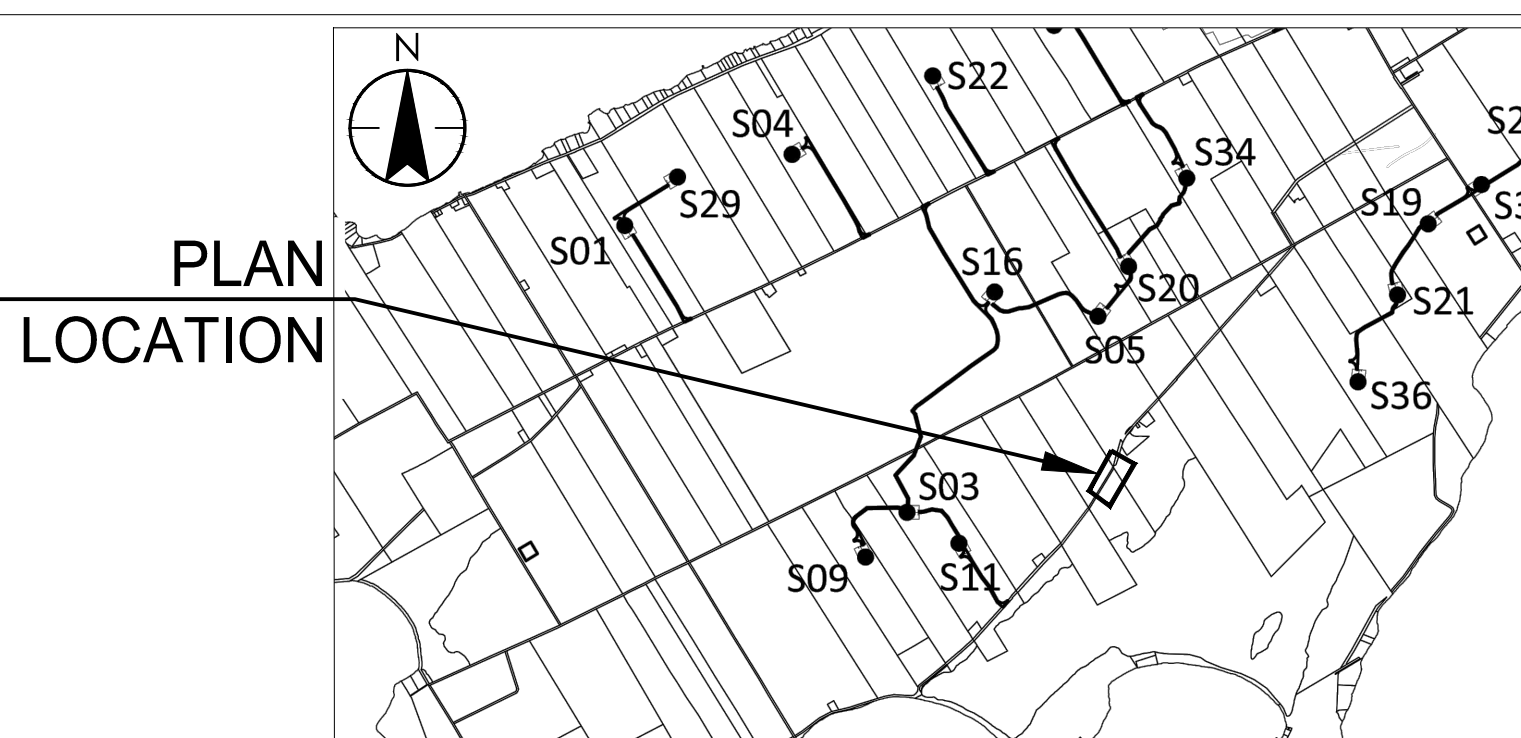 N
S22
S04
S34
S29
S19
S01
PLAN
LOCATION
S16
S20
S21
S05
S36
S03
S09
S11